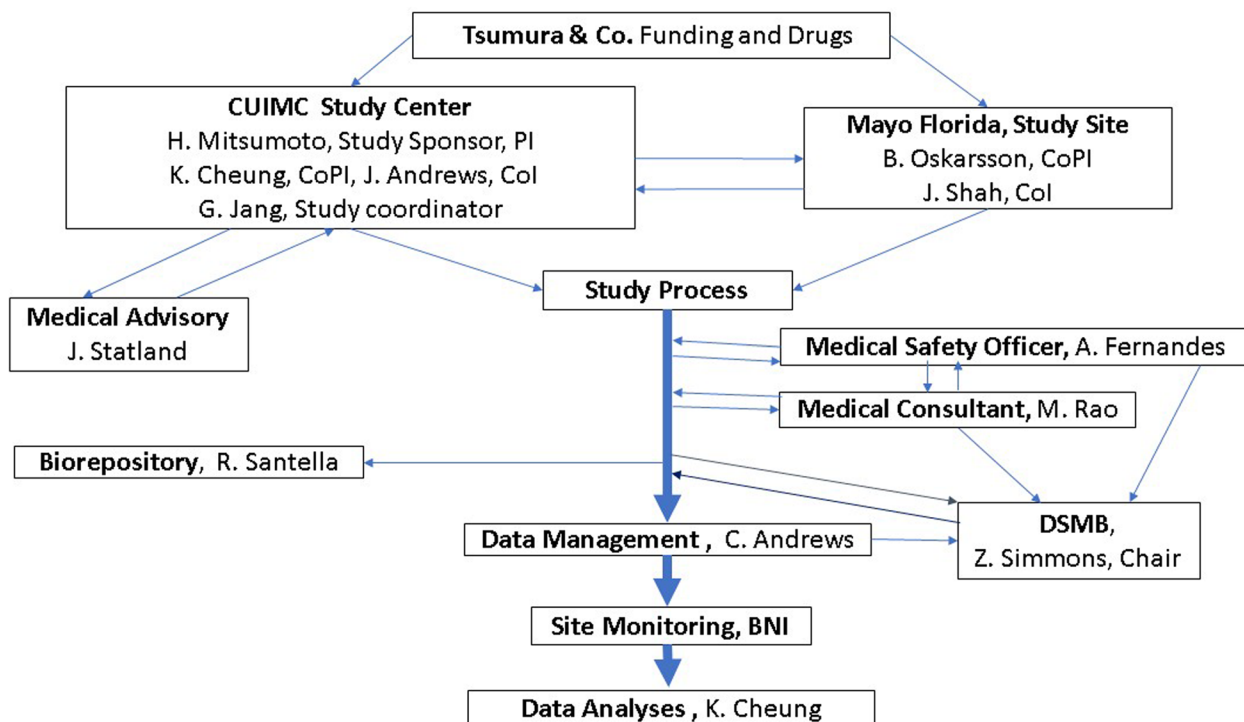 Tsumura & Co. Funding and Drugs
CUIMC Study Center
H. Mitsumoto, Study Sponsor, PI
K. Cheung, CoPI, J. Andrews, CoI
G. Jang, Study coordinator
Mayo Florida, Study Site
B. Oskarsson, CoPI
J. Shah, CoI
Study Process
Medical Advisory
J. Statland
Medical Safety Officer, A. Fernandes
Medical Consultant, M. Rao
Biorepository, R. Santella
DSMB,
Z. Simmons, Chair
Data Management , C. Andrews
Site Monitoring, BNI
Data Analyses , K. Cheung